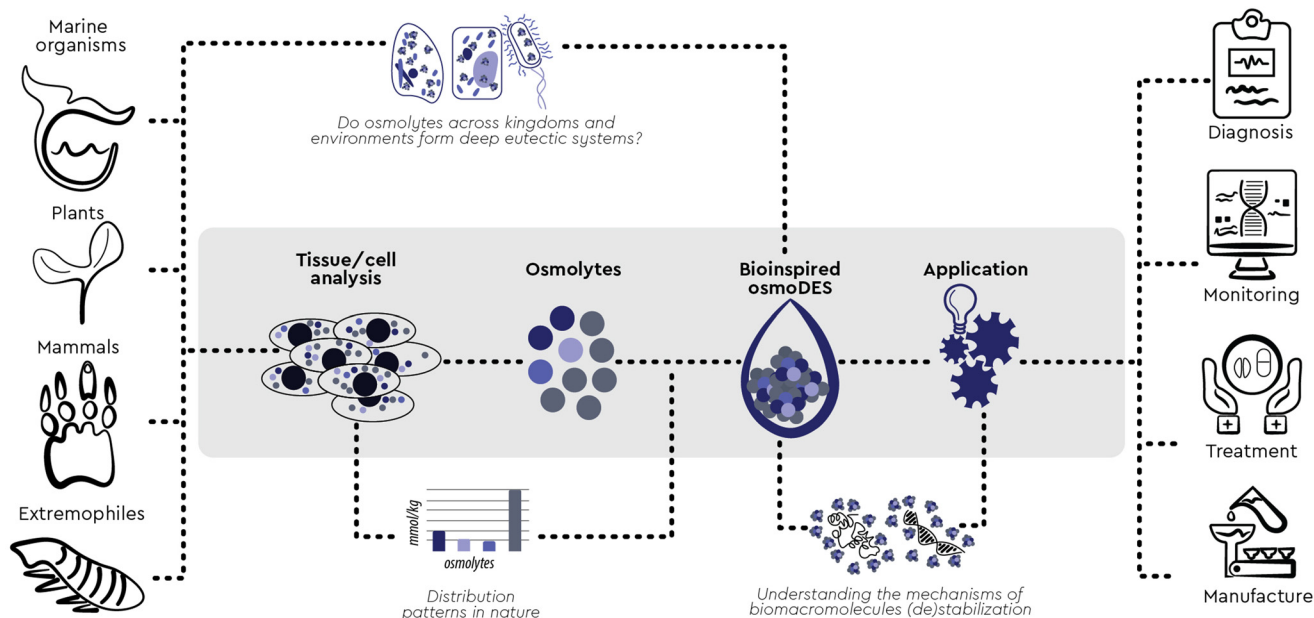 Marine
organisms
Plants
Mammals
Extremophiles
Do osmolytes across kingdoms and
environments form deep eutectic systems?
Tissue/cell
analysis
Osmolytes
Bioinspired
osmoDES
Application
mmol/kg
osmolytes
Distribution
patterns in nature
Understanding the mechanisms of
biomacromolecules (de)stabilization
Diagnosis
Monitoring
Treatment
Manufacture